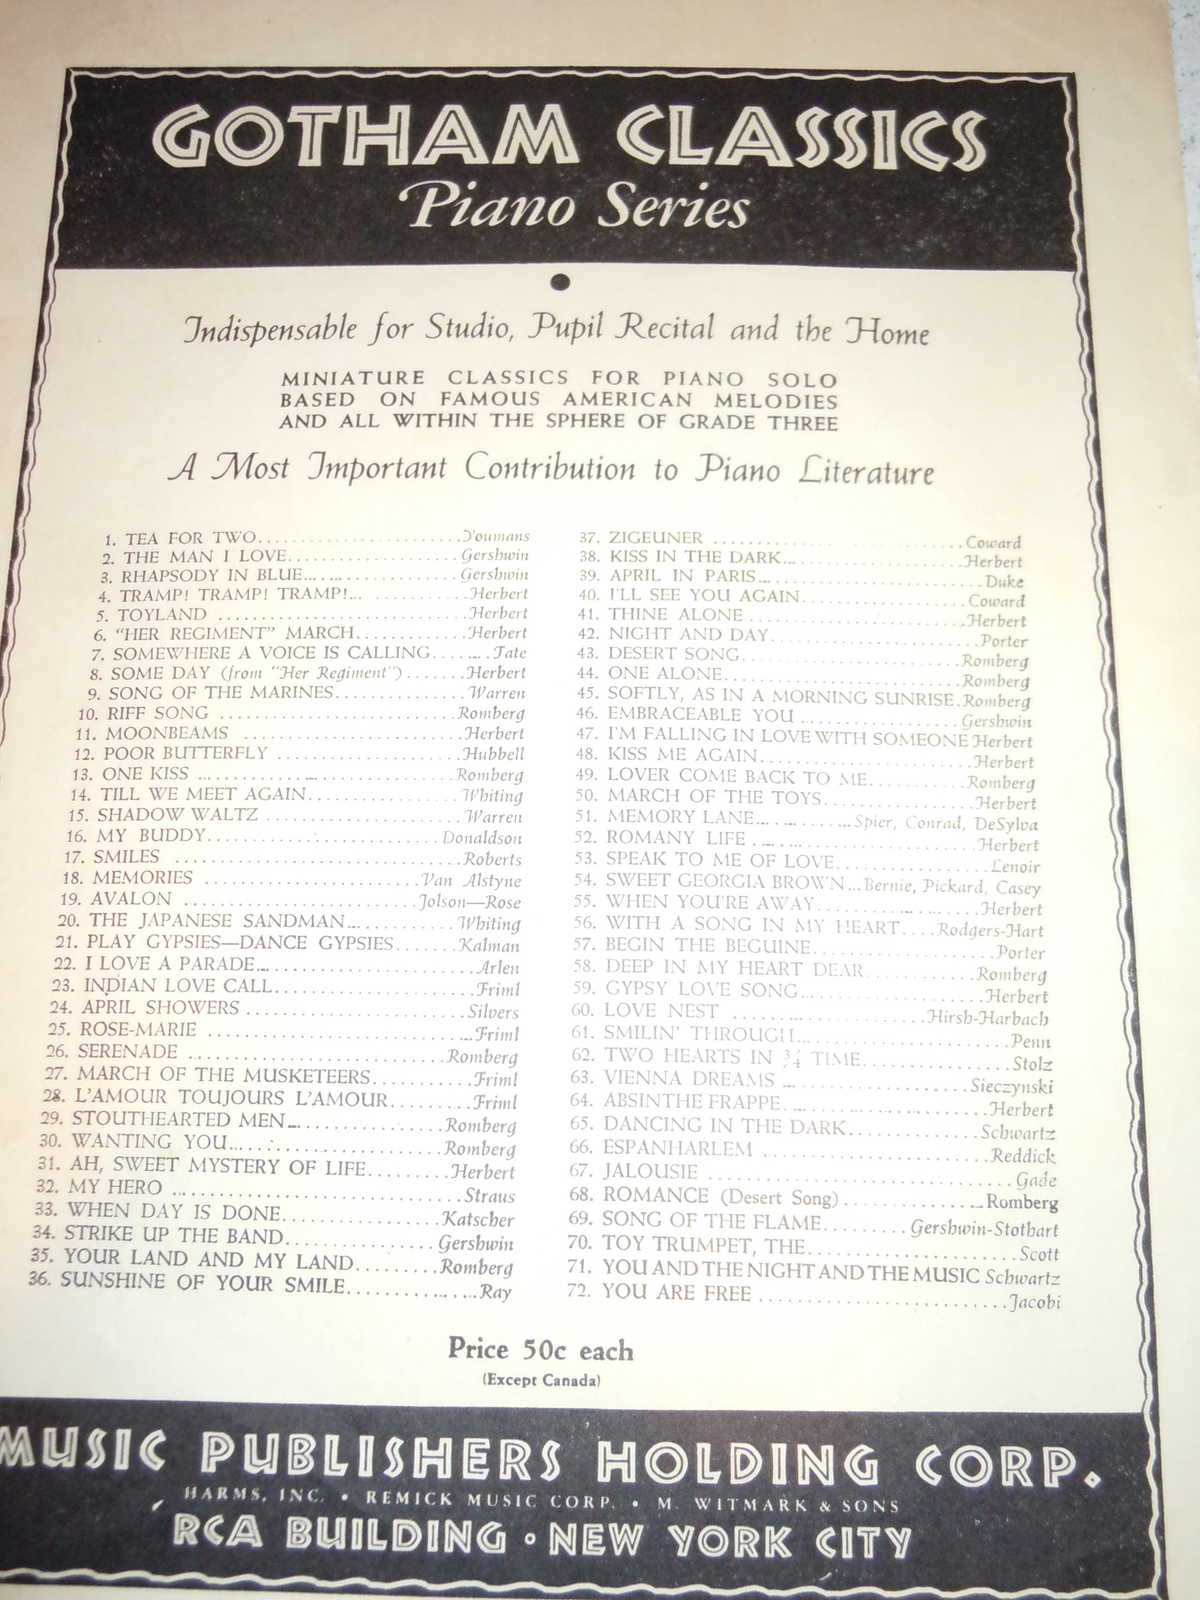 GOTHAM CLASSICS
Piano Series
Indispensable for Studio, Pupil Recital and the Home
MINIATURE CLASSICS FOR PIANO SOLO
BASED ON FAMOUS AMERICAN MELODIES
AND ALL WITHIN THE SPHERE OF GRADE THREE
A Most Important Contribution to Piano Literature
1. TEA FOR TWO....................Youmans
2. THE MAN I LOVE.................Gershwin
3. RHAPSODY IN BLUE...............Gershwin
4. TRAMP! TRAMP! TRAMP!...........Herbert
5. TOYLAND .......................Herbert
6. "HER REGIMENT" MARCH...........Herbert
7. SOMEWHERE A VOICE IS CALLING........Tate
8. SOME DAY (from "Her Regiment").......Herbert
9. SONG OF THE MARINES............Warren
10. RIFF SONG .....................Romberg
11. MOONBEAMS .....................Herbert
12. POOR BUTTERFLY ................Hubbell
13. ONE KISS ......................Romberg
14. TILL WE MEET AGAIN.............Whiting
15. SHADOW WALTZ ..................Warren
16. MY BUDDY.......................Donaldson
17. SMILES ........................Roberts
18. MEMORIES ......................Van Alstyne
19. AVALON ........................Jolson—Rose
20. THE JAPANESE SANDMAN...........Whiting
21. PLAY GYPSIES—DANCE GYPSIES.......Kalman
22. I LOVE A PARADE................Arlen
23. INDIAN LOVE CALL...............Friml
24. APRIL SHOWERS .................Silvers
25. ROSE-MARIE ....................Friml
26. SERENADE ......................Romberg
27. MARCH OF THE MUSKETEERS........Friml
28. L'AMOUR TOUJOURS L'AMOUR.......Friml
29. STOUTHEARTED MEN...............Romberg
30. WANTING YOU....................Romberg
31. AH, SWEET MYSTERY OF LIFE.......Herbert
32. MY HERO .......................Straus
33. WHEN DAY IS DONE...............Katscher
34. STRIKE UP THE BAND.............Gershwin
35. YOUR LAND AND MY LAND..........Romberg
36. SUNSHINE OF YOUR SMILE.........Ray
37. ZIGEUNER ......................Coward
38. KISS IN THE DARK...............Herbert
39. APRIL IN PARIS.................Duke
40. I'LL SEE YOU AGAIN.............Coward
41. THINE ALONE ...................Herbert
42. NIGHT AND DAY..................Porter
43. DESERT SONG....................Romberg
44. ONE ALONE......................Romberg
45. SOFTLY, AS IN A MORNING SUNRISE.Romberg
46. EMBRACEABLE YOU ...............Gershwin
47. I'M FALLING IN LOVE WITH SOMEONE Herbert
48. KISS ME AGAIN..................Herbert
49. LOVER COME BACK TO ME..........Romberg
50. MARCH OF THE TOYS..............Herbert
51. MEMORY LANE............Spier, Conrad, DeSylva
52. ROMANY LIFE ...................Herbert
53. SPEAK TO ME OF LOVE............Lenoir
54. SWEET GEORGIA BROWN...Bernie, Pickard, Casey
55. WHEN YOU'RE AWAY...............Herbert
56. WITH A SONG IN MY HEART....Rodgers-Hart
57. BEGIN THE BEGUINE..............Porter
58. DEEP IN MY HEART DEAR..........Romberg
59. GYPSY LOVE SONG................Herbert
60. LOVE NEST .....................Hirsh-Harbach
61. SMILIN' THROUGH................Penn
62. TWO HEARTS IN ¾ TIME...........Stolz
63. VIENNA DREAMS .................Sieczynski
64. ABSINTHE FRAPPE................Herbert
65. DANCING IN THE DARK............Schwartz
66. ESPANHARLEM ...................Reddick
67. JALOUSIE ......................Gade
68. ROMANCE (Desert Song)..........Romberg
69. SONG OF THE FLAME.........Gershwin-Stothart
70. TOY TRUMPET, THE...............Scott
71. YOU AND THE NIGHT AND THE MUSIC Schwartz
72. YOU ARE FREE ..................Jacobi
Price 50c each
(Except Canada)
MUSIC PUBLISHERS HOLDING CORP.
HARMS, INC. • REMICK MUSIC CORP. • M. WITMARK & SONS
RCA BUILDING • NEW YORK CITY